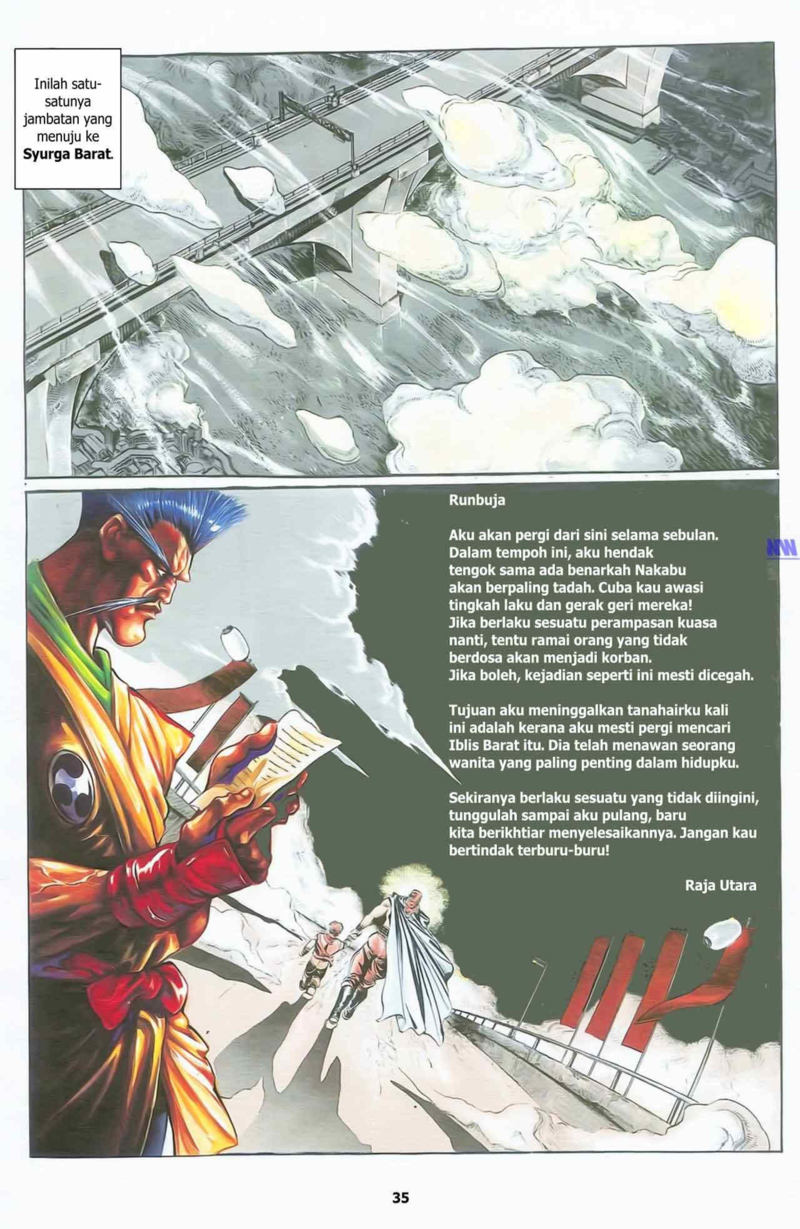 Inilah satu-
satunya
jambatan yang
menuju ke
Syurga Barat.
Runbuja
Aku akan pergi dari sini selama sebulan.
Dalam tempoh ini, aku hendak
tengok sama ada benarkah Nakabu
akan berpaling tadah. Cuba kau awasi
tingkah laku dan gerak geri mereka!
Jika berlaku sesuatu perampasan kuasa
nanti, tentu ramai orang yang tidak
berdosa akan menjadi korban.
Jika boleh, kejadian seperti ini mesti dicegah.
Tujuan aku meninggalkan tanahairku kali
ini adalah kerana aku mesti pergi mencari
Iblis Barat itu. Dia telah menawan seorang
wanita yang paling penting dalam hidupku.
Sekiranya berlaku sesuatu yang tidak diingini,
tunggulah sampai aku pulang, baru
kita berikhtiar menyelesaikannya. Jangan kau
bertindak terburu-buru!
Raja Utara
NW
35